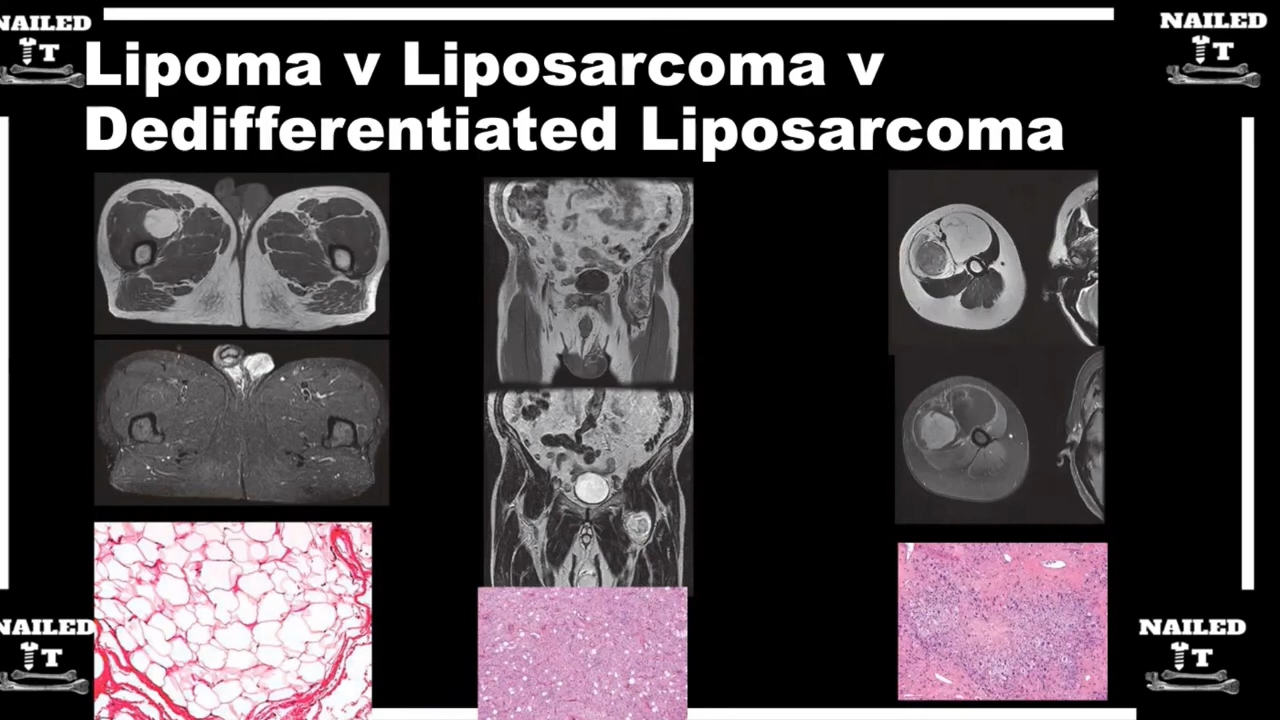 NAILED
IT
NAILED
IT
Lipoma v Liposarcoma v
Dedifferentiated Liposarcoma
NAILED
IT
NAILED
IT